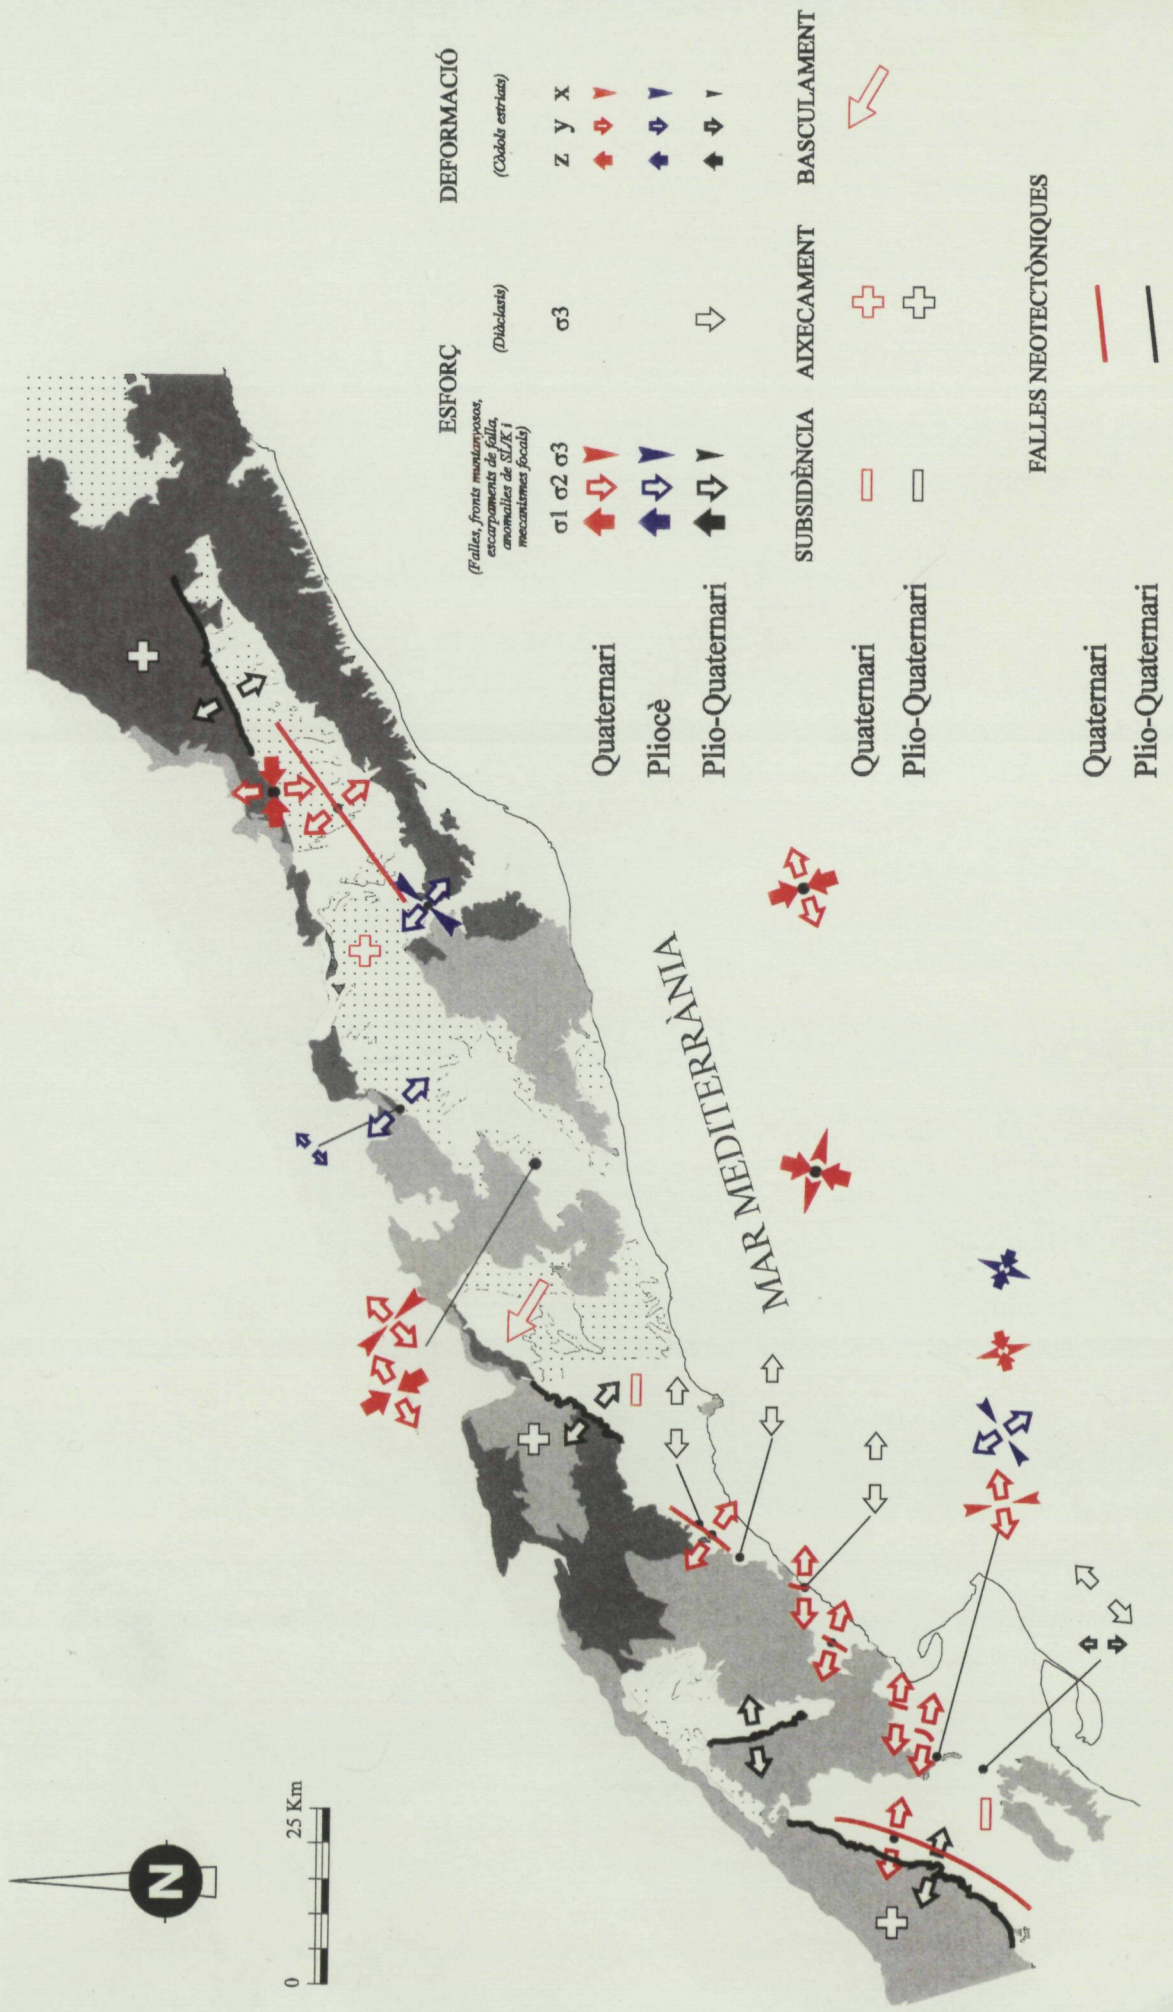 N
0 25 Km
MAR MEDITERRÀNIA
ESFORÇ
DEFORMACIÓ
(Falles, fronts muntanyosos,
escarpaments de falla,
anomalies de SL/K i
mecanismes focals)
(Diàclasis)
(Còdols estriats)
σ1 σ2 σ3
σ3
z y x
Quaternari
Pliocè
Plio-Quaternari
SUBSIDÈNCIA
AIXECAMENT
BASCULAMENT
Quaternari
Plio-Quaternari
FALLES NEOTECTÒNIQUES
Quaternari
Plio-Quaternari